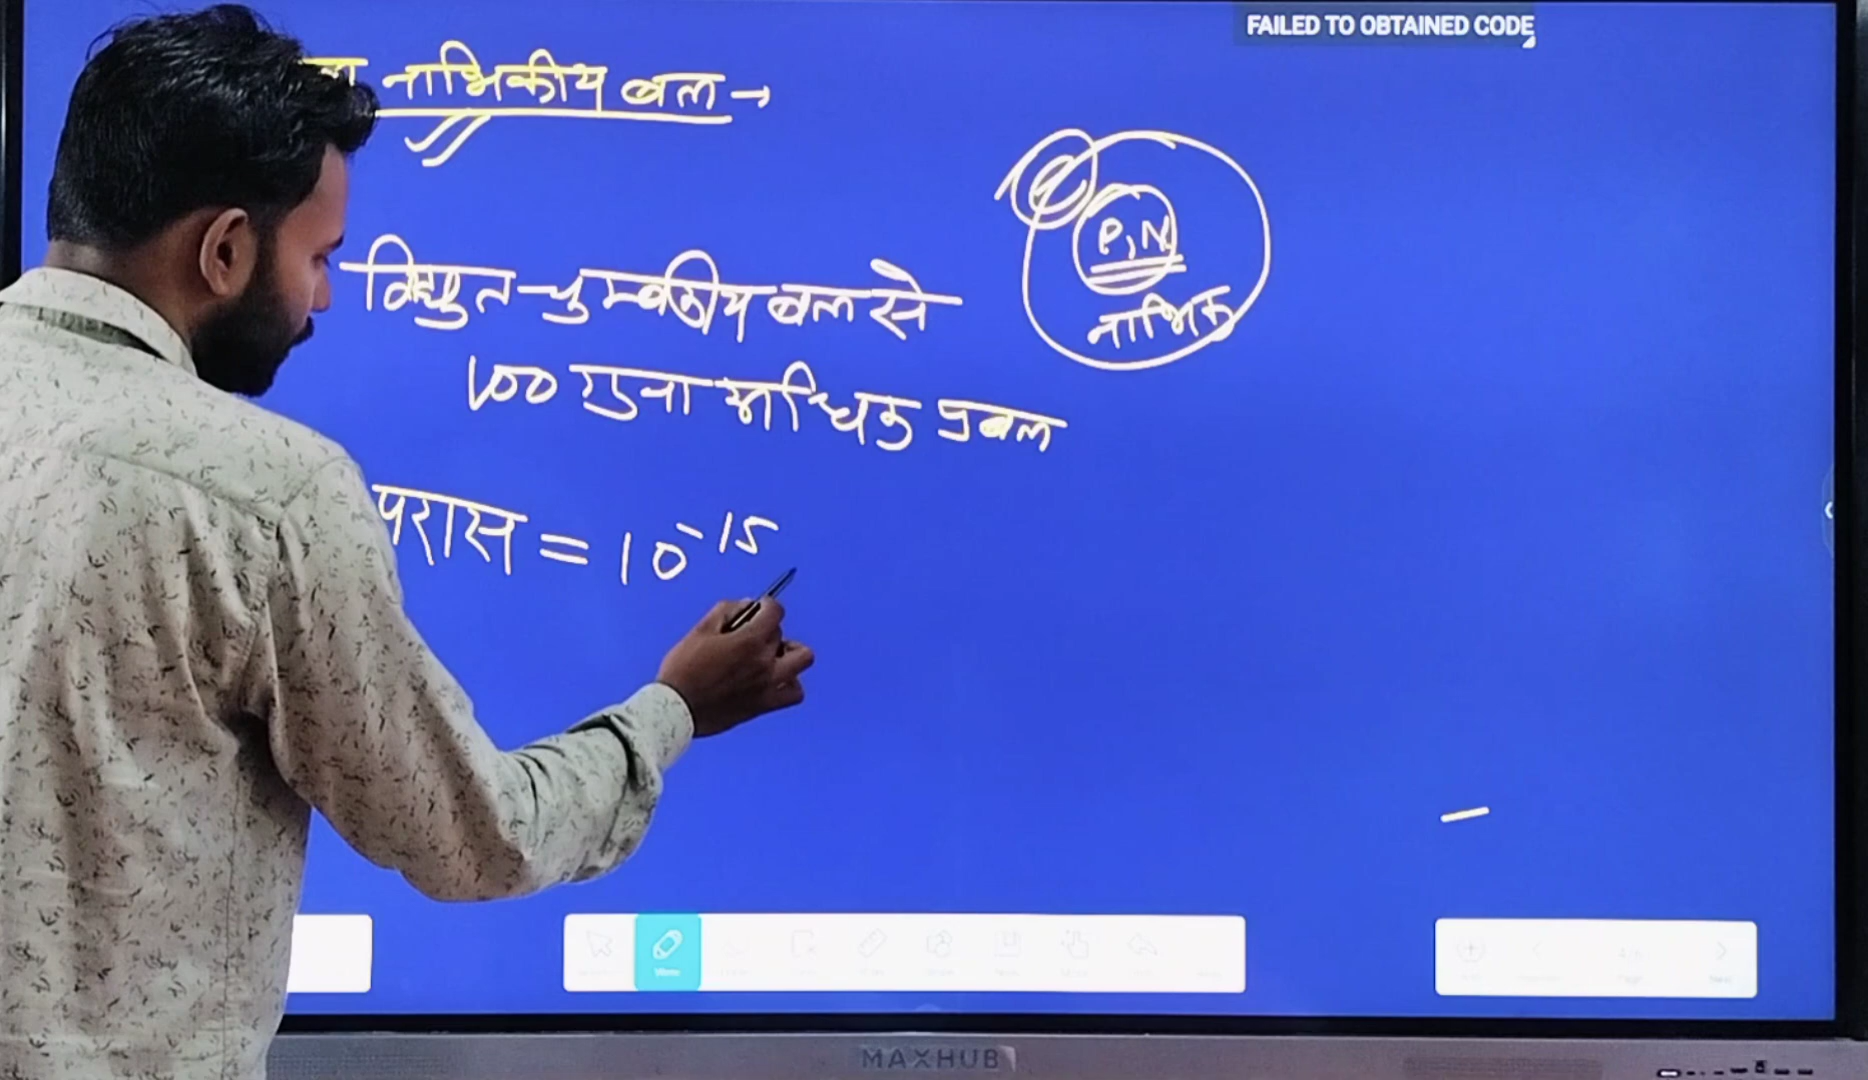 FAILED TO OBTAINED CODE
नाभिकीय बल →
विद्युत-चुम्बकीय बल से
100 गुना अधिक प्रबल
परास = 10⁻¹⁵
e
P, N
नाभिक
MAXHUB